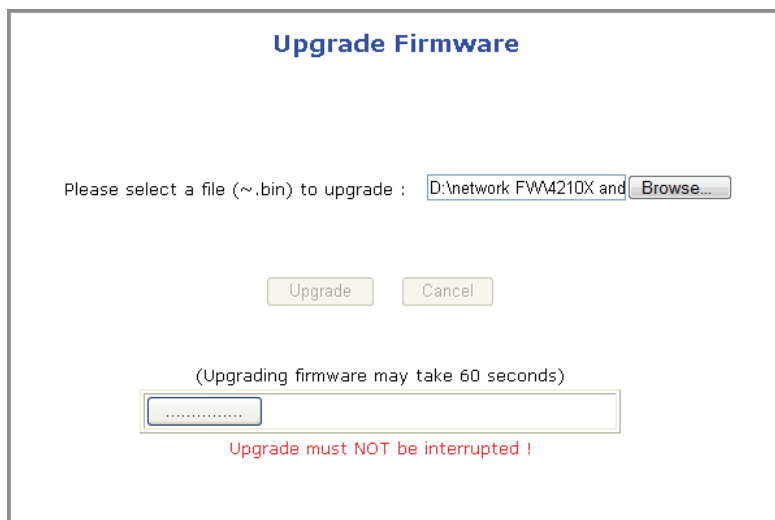 Upgrade Firmware
Please select a file (~.bin) to upgrade : D:\network FW\4210X and Browse...
Upgrade Cancel
(Upgrading firmware may take 60 seconds)
...............
Upgrade must NOT be interrupted !